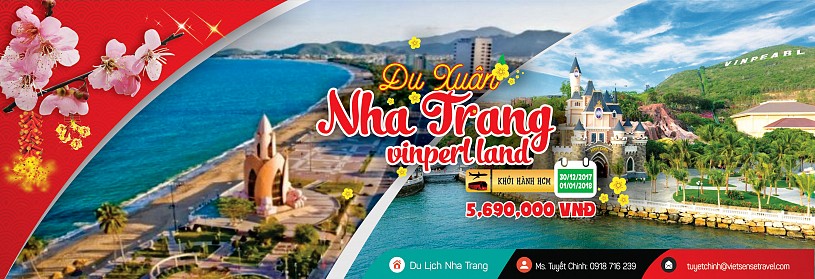 Du Xuân
Nha Trang
vinperl land
KHỞI HÀNH HCM
30/12/2017
01/01/2018
5,690,000 VNĐ
VINPEARL
Du Lịch Nha Trang
Ms. Tuyết Chinh: 0918 716 239
tuyetchinh@vietsensetravel.com